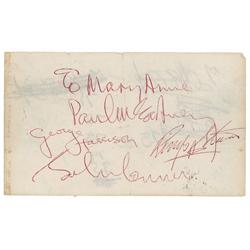 To Mary Anne
Paul McCartney
George
Harrison
Ringo Starr
John Lennon